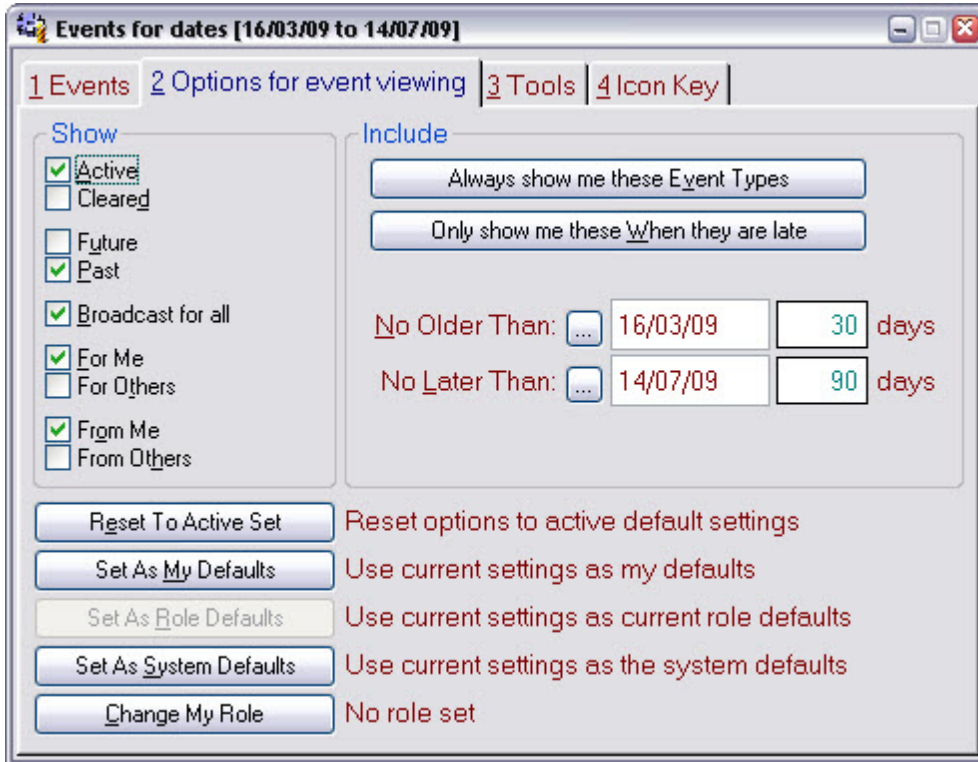 Events for dates [16/03/09 to 14/07/09]
1 Events 2 Options for event viewing 3 Tools 4 Icon Key
Show
Active
Cleared
Future
Past
Broadcast for all
For Me
For Others
From Me
From Others
Include
Always show me these Event Types
Only show me these When they are late
No Older Than: ... 16/03/09 30 days
No Later Than: ... 14/07/09 90 days
Reset To Active Set Reset options to active default settings
Set As My Defaults Use current settings as my defaults
Set As Role Defaults Use current settings as current role defaults
Set As System Defaults Use current settings as the system defaults
Change My Role No role set